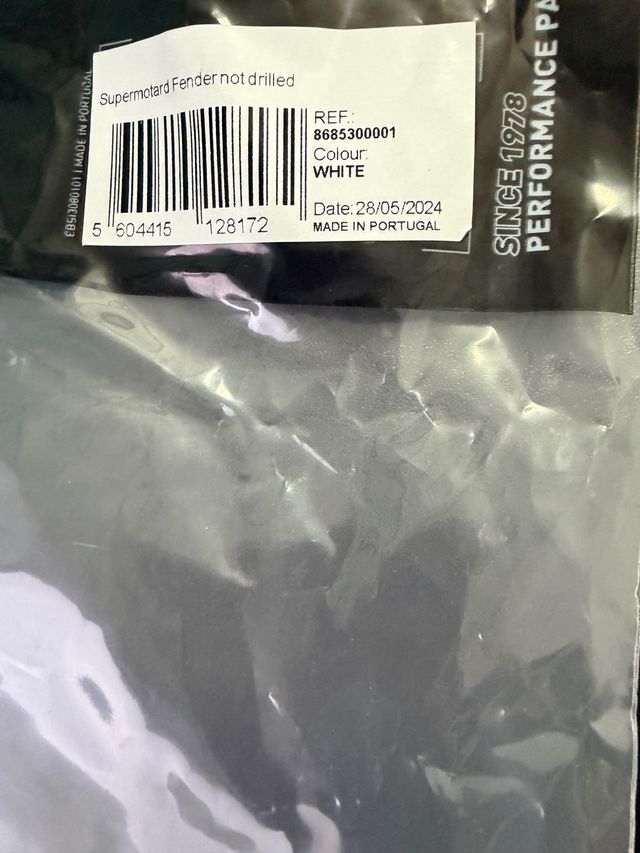 Supermotard Fender not drilled
REF.:
8685300001
Colour:
WHITE
Date: 28/05/2024
MADE IN PORTUGAL
5 604415 128172
SINCE 1978
PERFORMANCE PA
MADE IN PORTUGAL